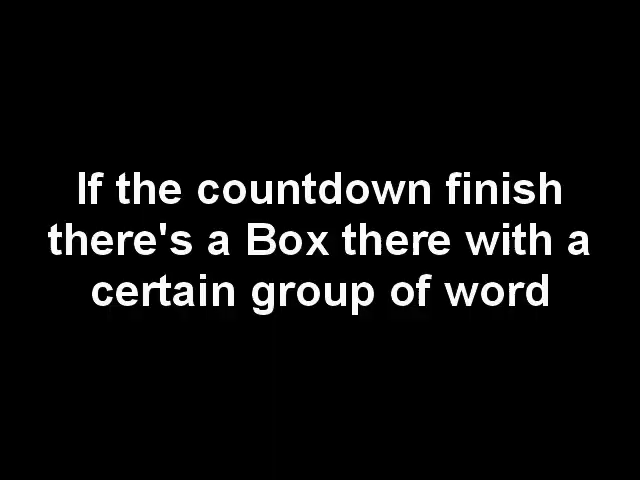 If the countdown finish
there's a Box there with a
certain group of word